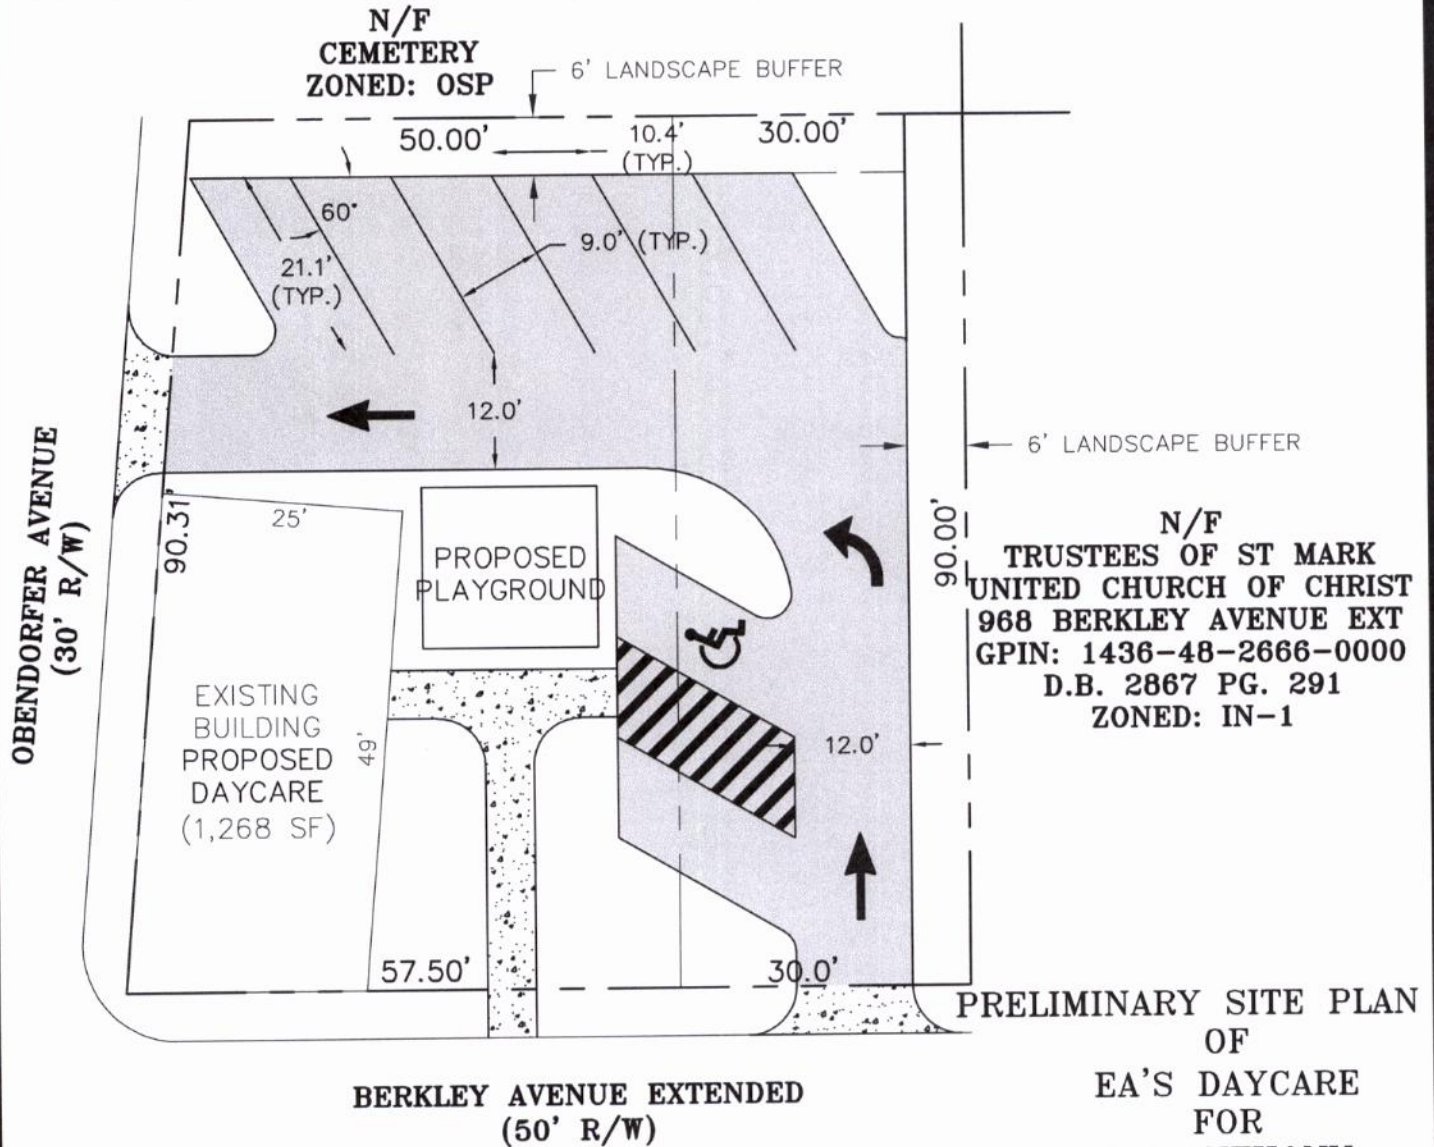 N/F
CEMETERY
ZONED: OSP
6' LANDSCAPE BUFFER
50.00'
10.4'
(TYP.)
30.00'
60°
9.0' (TYP.)
21.1'
(TYP.)
12.0'
6' LANDSCAPE BUFFER
OBENDORFER AVENUE
(30' R/W)
90.31'
25'
PROPOSED
PLAYGROUND
90.00'
N/F
TRUSTEES OF ST MARK
UNITED CHURCH OF CHRIST
968 BERKLEY AVENUE EXT
GPIN: 1436-48-2666-0000
D.B. 2867 PG. 291
ZONED: IN-1
EXISTING
BUILDING
PROPOSED
DAYCARE
(1,268 SF)
49'
12.0'
57.50'
30.0'
PRELIMINARY SITE PLAN
OF
EA'S DAYCARE
FOR
BERKLEY AVENUE EXTENDED
(50' R/W)